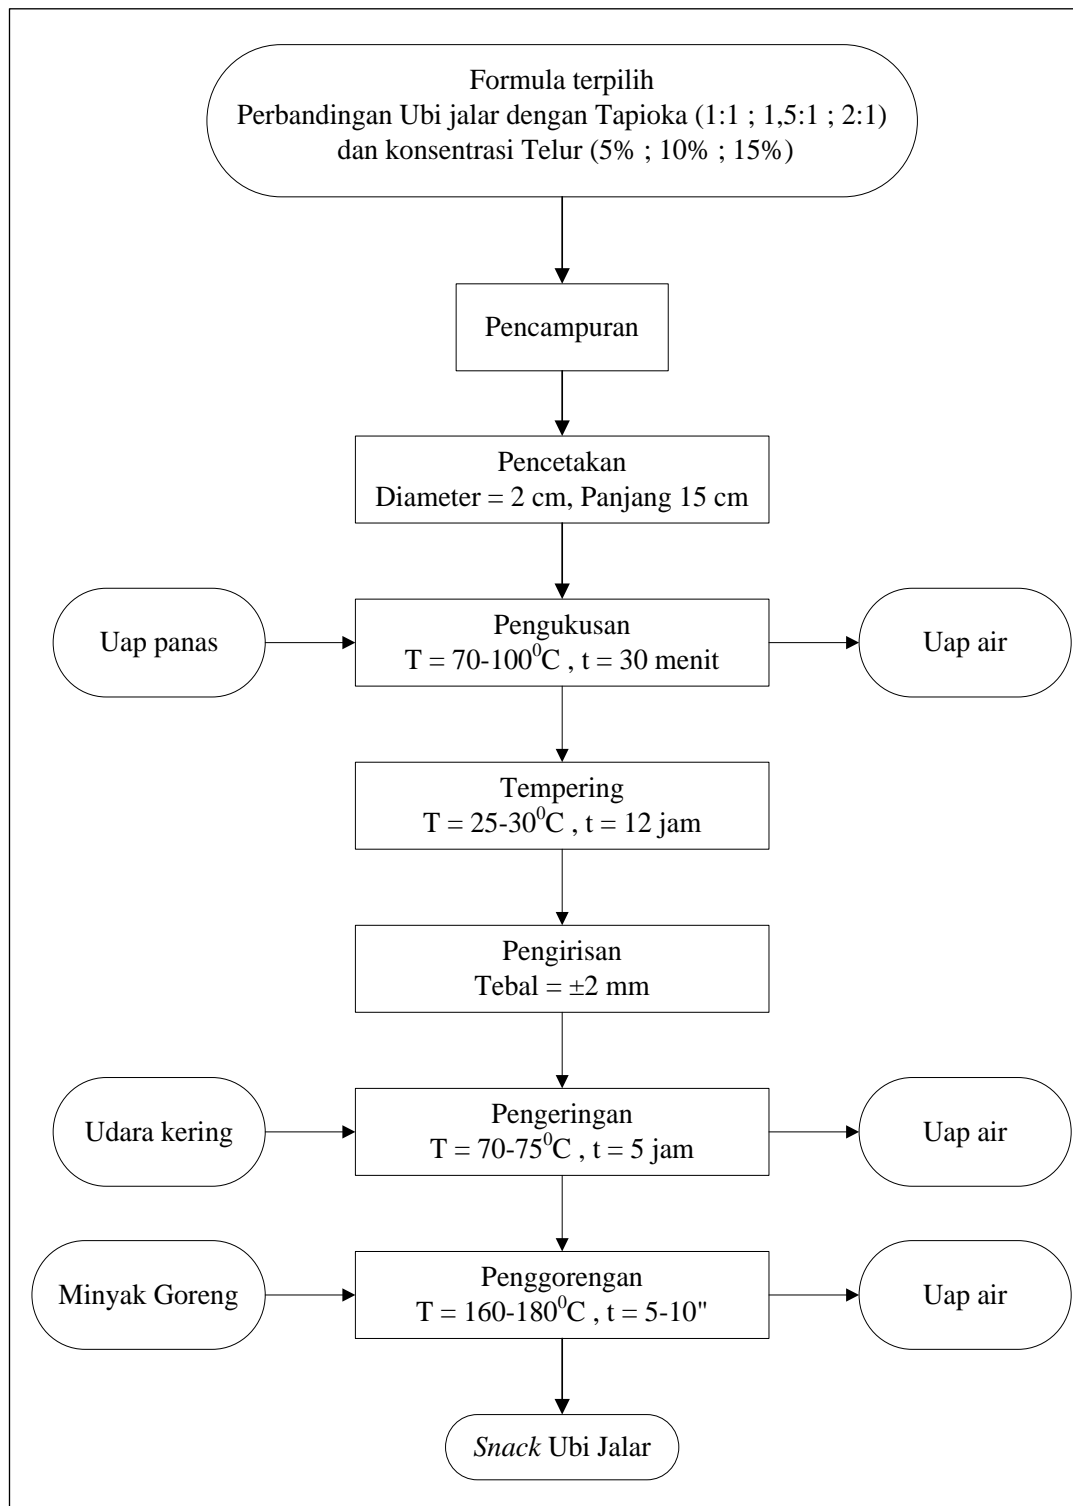 Formula terpilih
Perbandingan Ubi jalar dengan Tapioka (1:1 ; 1,5:1 ; 2:1)
dan konsentrasi Telur (5% ; 10% ; 15%)
Pencampuran
Pencetakan
Diameter = 2 cm, Panjang 15 cm
Uap panas
Pengukusan
T = 70-100⁰C , t = 30 menit
Uap air
Tempering
T = 25-30⁰C , t = 12 jam
Pengirisan
Tebal = ±2 mm
Udara kering
Pengeringan
T = 70-75⁰C , t = 5 jam
Uap air
Minyak Goreng
Penggorengan
T = 160-180⁰C , t = 5-10"
Uap air
Snack Ubi Jalar